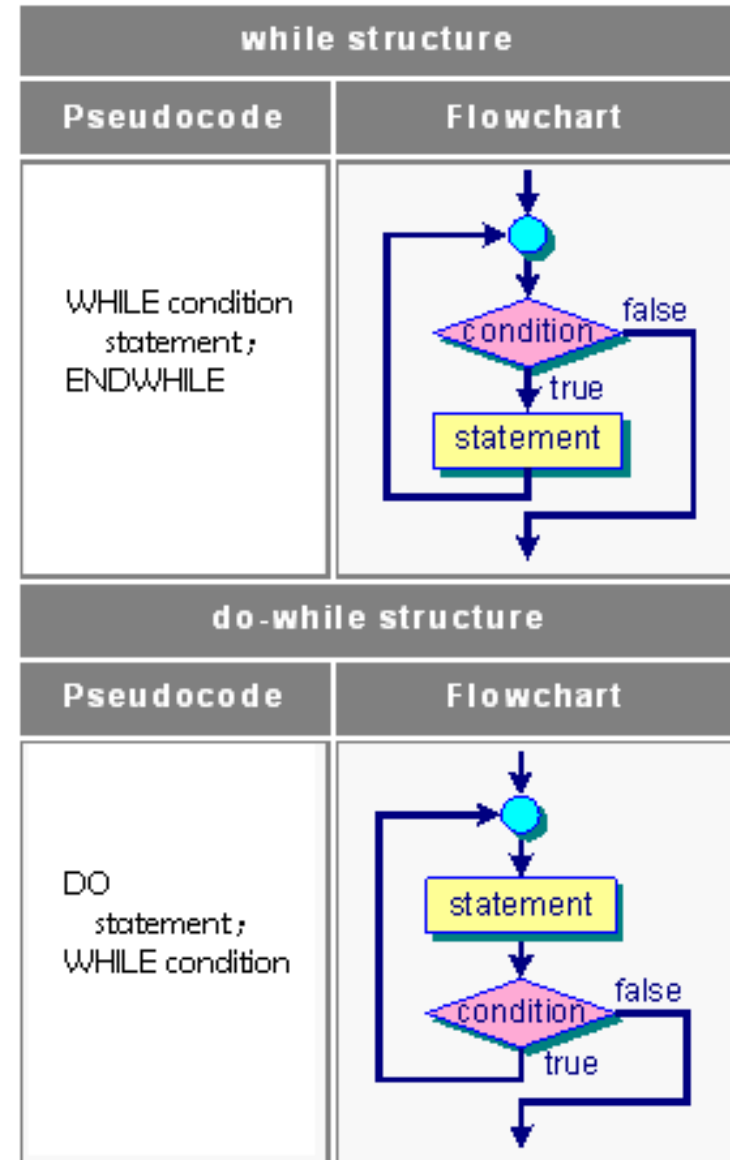 while structure
Pseudocode
Flowchart
WHILE condition
statement;
ENDWHILE
condition
false
true
statement
do-while structure
Pseudocode
Flowchart
DO
statement;
WHILE condition
statement
condition
false
true